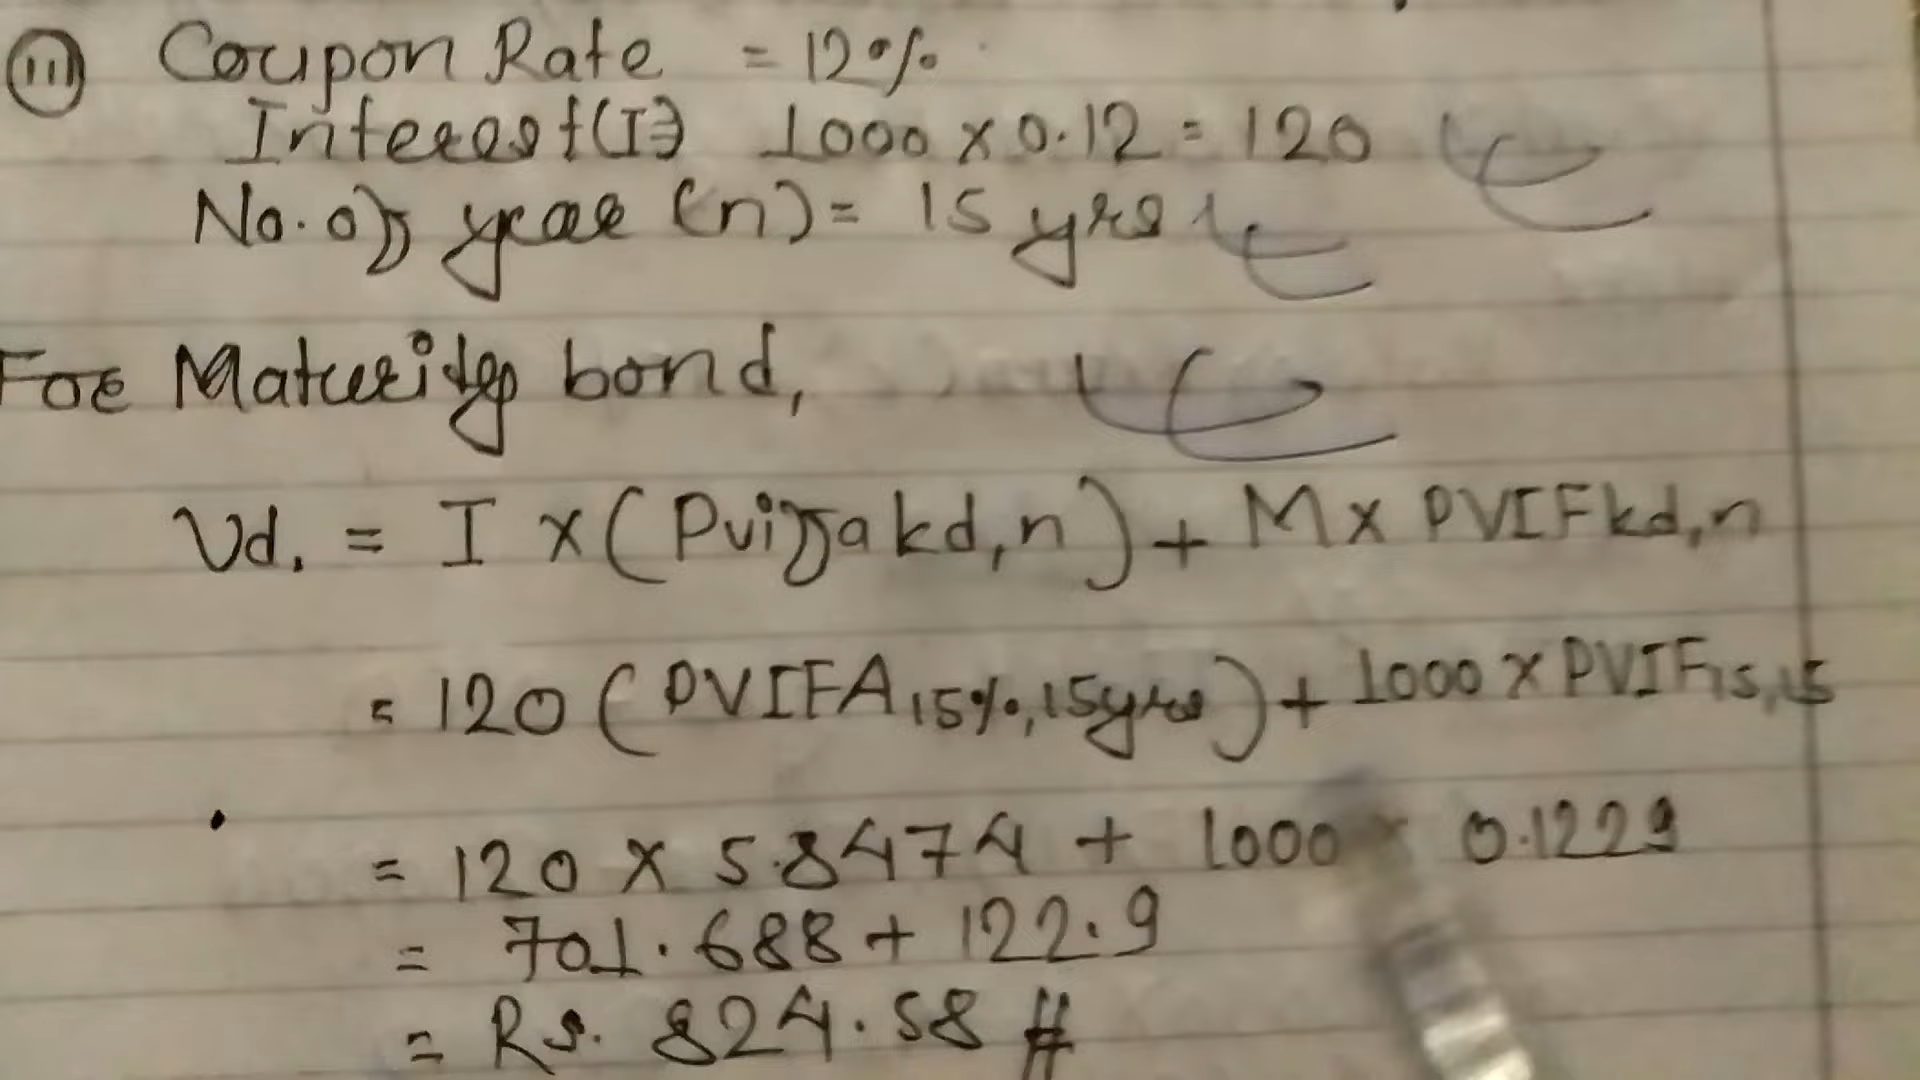 (iii) Coupon Rate = 12%
Interest(I) 1000 x 0.12 = 120
No. of year (n) = 15 yrs
For Maturity bond,
Vd. = I x (Pvifa kd,n) + M x PVIF kd,n
= 120 (PVIFA 15%, 15yrs) + 1000 x PVIF 15,15
= 120 x 5.8474 + 1000 x 0.1229
= 701.688 + 122.9
= Rs. 824.58 #